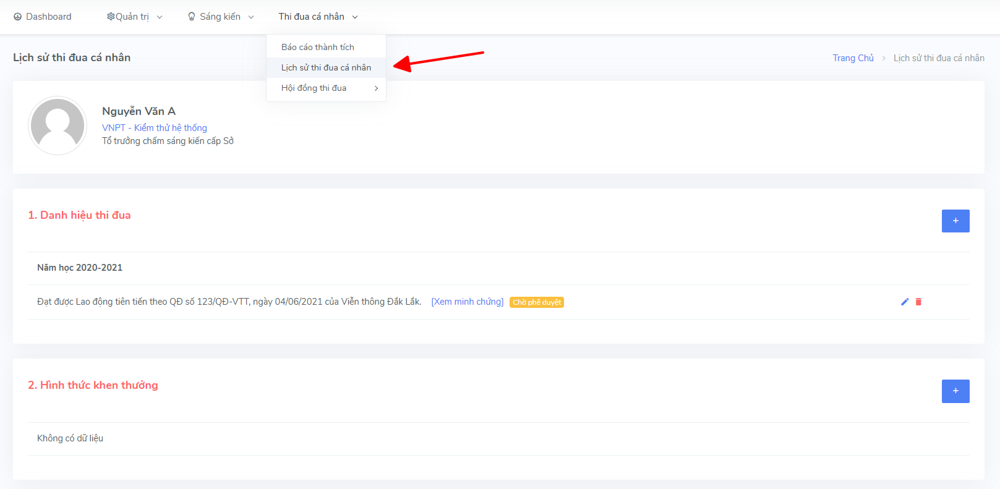 Dashboard
Quản trị
Sáng kiến
Thi đua cá nhân
Báo cáo thành tích
Lịch sử thi đua cá nhân
Hội đồng thi đua
Lịch sử thi đua cá nhân
Trang Chủ
Lịch sử thi đua cá nhân
Nguyễn Văn A
VNPT - Kiểm thử hệ thống
Tổ trưởng chấm sáng kiến cấp Sở
1. Danh hiệu thi đua
+
Năm học 2020-2021
Đạt được Lao động tiên tiến theo QĐ số 123/QĐ-VTT, ngày 04/06/2021 của Viễn thông Đắk Lắk. [Xem minh chứng] Chờ phê duyệt
2. Hình thức khen thưởng
+
Không có dữ liệu